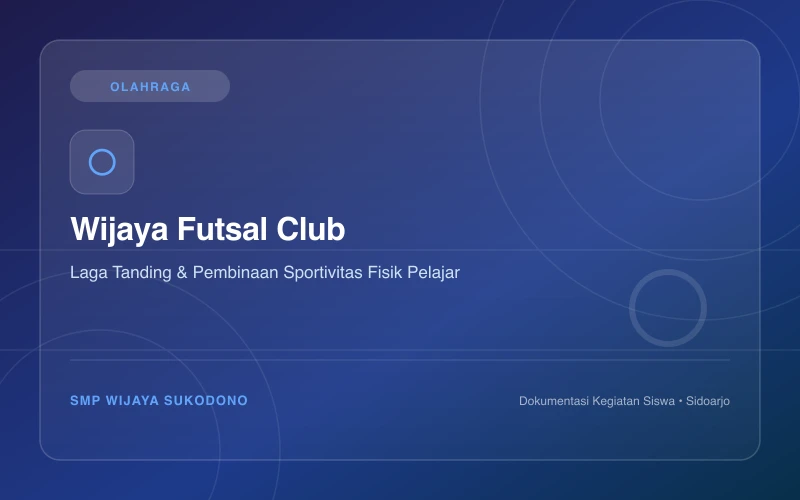 OLAHRAGA
Wijaya Futsal Club
Laga Tanding & Pembinaan Sportivitas Fisik Pelajar
SMP WIJAYA SUKODONO
Dokumentasi Kegiatan Siswa • Sidoarjo